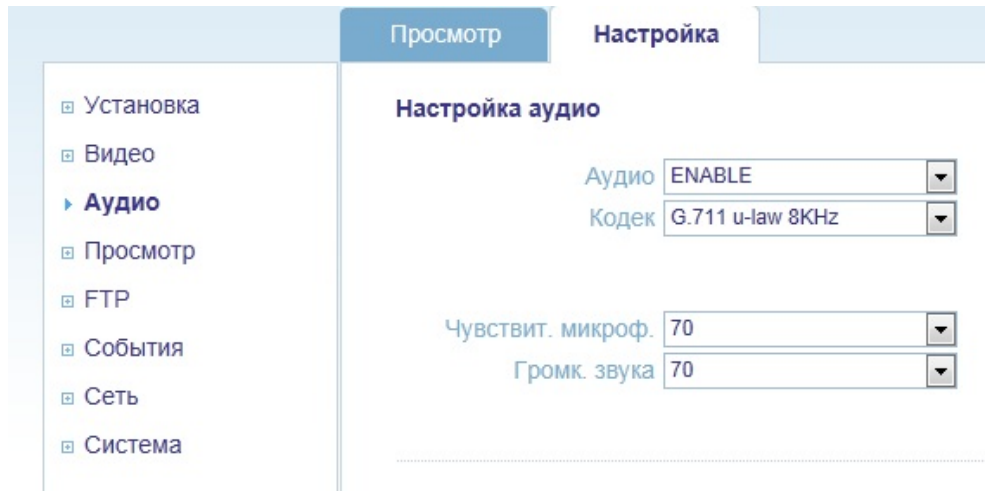 Просмотр
Настройка
Установка
Видео
Аудио
Просмотр
FTP
События
Сеть
Система
Настройка аудио
Аудио ENABLE
Кодек G.711 u-law 8KHz
Чувствит. микроф. 70
Громк. звука 70